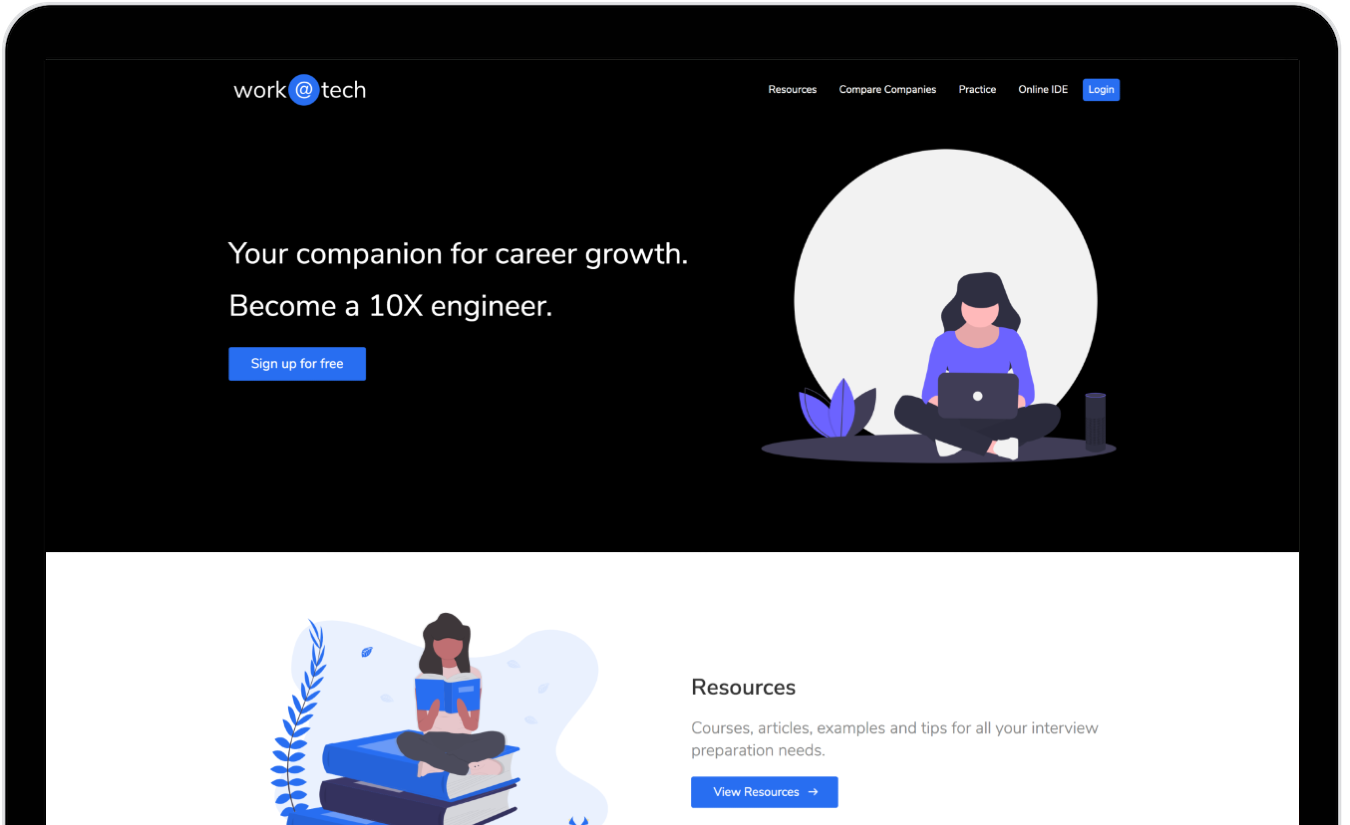 work@tech
Resources
Compare Companies
Practice
Online IDE
Login
Your companion for career growth.
Become a 10X engineer.
Sign up for free
Resources
Courses, articles, examples and tips for all your interview
preparation needs.
View Resources →